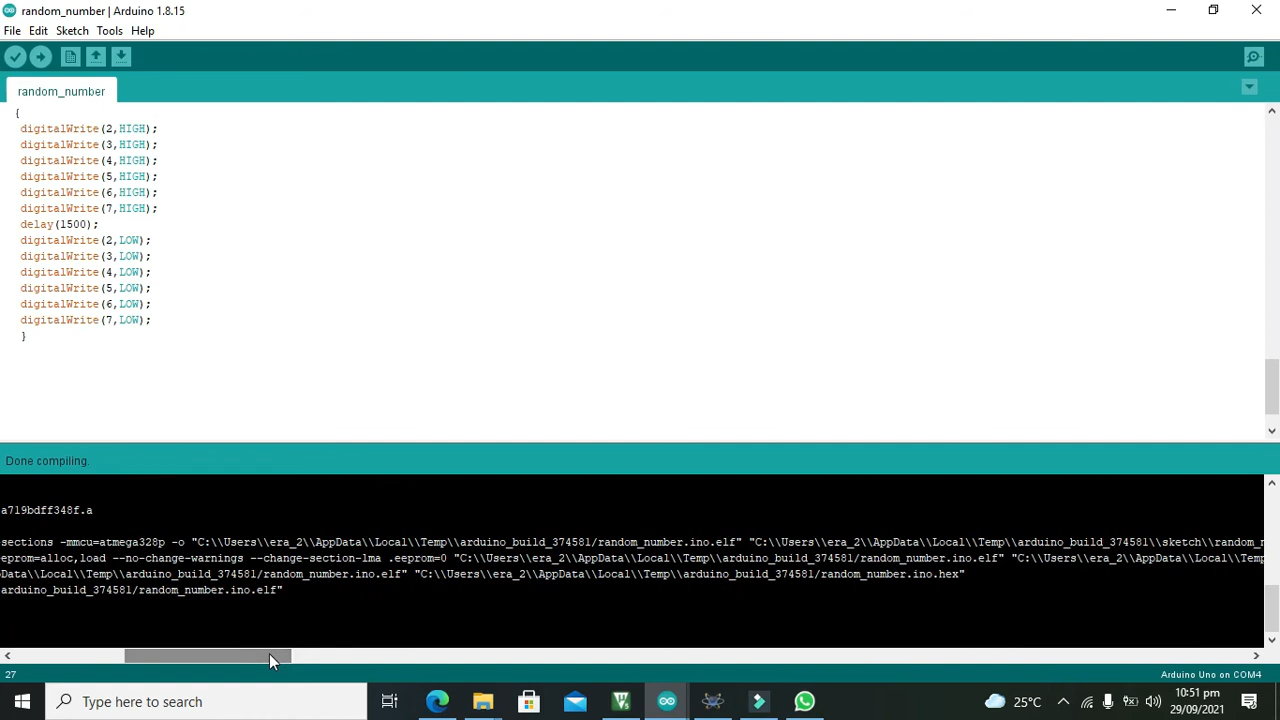 random_number | Arduino 1.8.15
File Edit Sketch Tools Help
random_number
{
digitalWrite(2,HIGH);
digitalWrite(3,HIGH);
digitalWrite(4,HIGH);
digitalWrite(5,HIGH);
digitalWrite(6,HIGH);
digitalWrite(7,HIGH);
delay(1500);
digitalWrite(2,LOW);
digitalWrite(3,LOW);
digitalWrite(4,LOW);
digitalWrite(5,LOW);
digitalWrite(6,LOW);
digitalWrite(7,LOW);
}
Done compiling.
a719bdff348f.a
sections -mmcu=atmega328p -o "C:\\Users\\era_2\\AppData\\Local\\Temp\\arduino_build_374581/random_number.ino.elf" "C:\\Users\\era_2\\AppData\\Local\\Temp\\arduino_build_374581\\sketch\\random_n
eprom=alloc,load --no-change-warnings --change-section-lma .eeprom=0 "C:\\Users\\era_2\\AppData\\Local\\Temp\\arduino_build_374581/random_number.ino.elf" "C:\\Users\\era_2\\AppData\\Local\\Temp
pData\\Local\\Temp\\arduino_build_374581/random_number.ino.elf" "C:\\Users\\era_2\\AppData\\Local\\Temp\\arduino_build_374581/random_number.ino.hex"
arduino_build_374581/random_number.ino.elf"
27
Arduino Uno on COM4
Type here to search
25°C
10:51 pm
29/09/2021